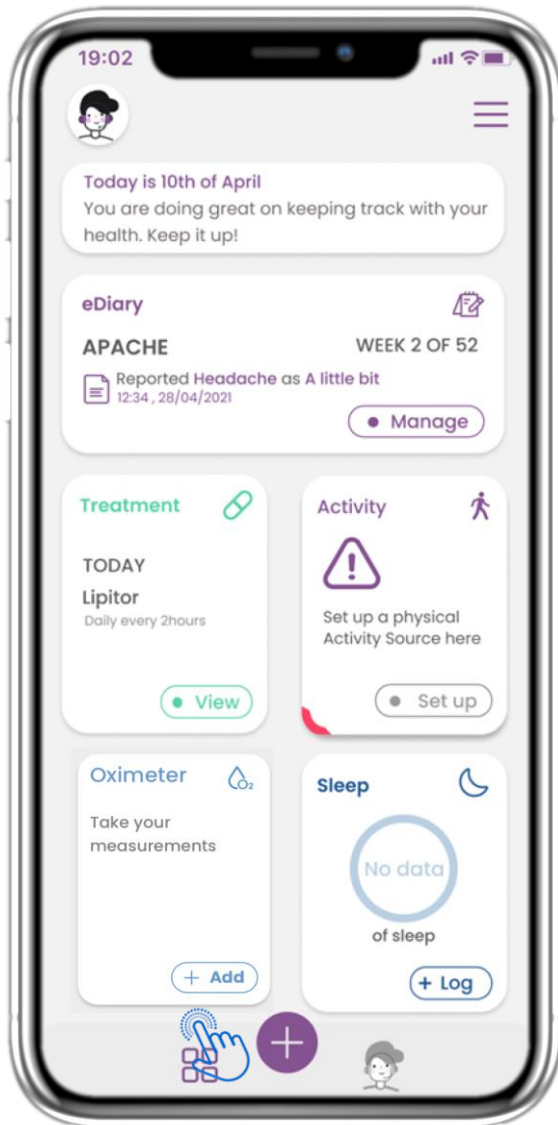 19:02
Today is 10th of April
You are doing great on keeping track with your
health. Keep it up!
eDiary
APACHE
WEEK 2 OF 52
Reported Headache as A little bit
12:34 , 28/04/2021
Manage
Treatment
TODAY
Lipitor
Daily every 2hours
View
Activity
Set up a physical
Activity Source here
Set up
Oximeter
O2
Take your
measurements
+ Add
Sleep
No data
of sleep
+ Log